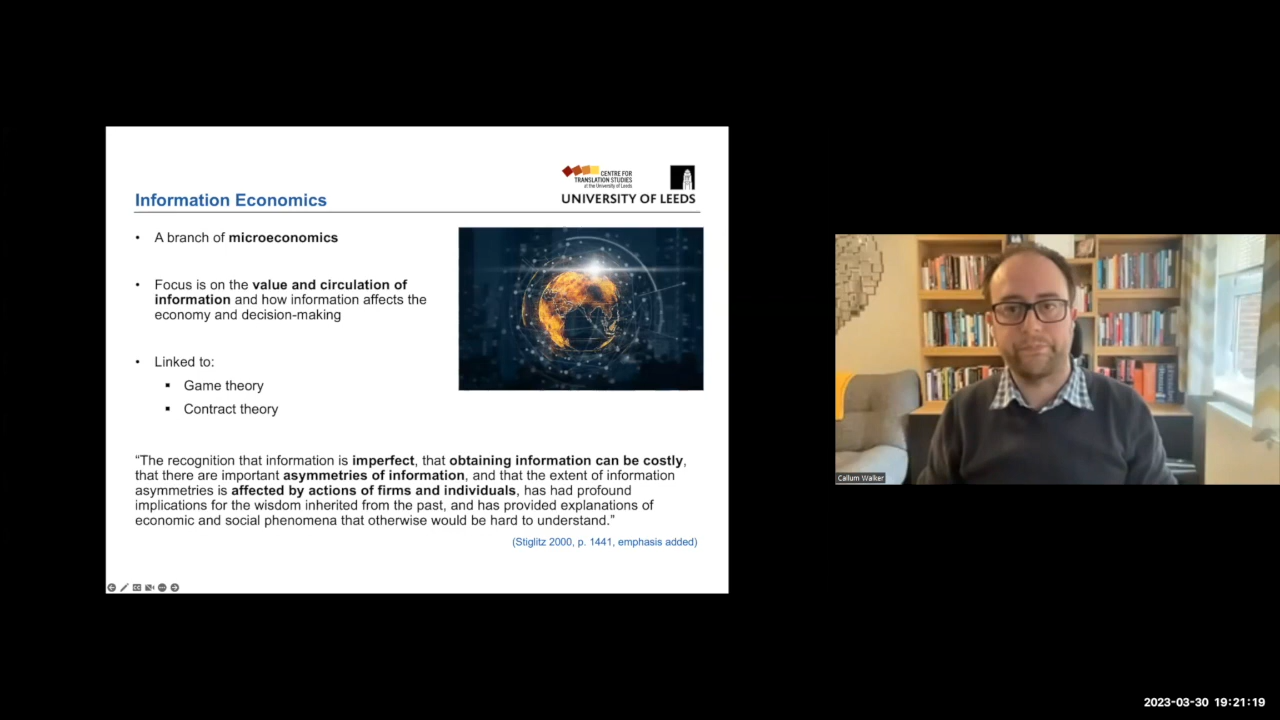 CENTRE FOR
TRANSLATION STUDIES
at the University of Leeds
UNIVERSITY OF LEEDS
Information Economics
• A branch of microeconomics
• Focus is on the value and circulation of
information and how information affects the
economy and decision-making
• Linked to:
▪ Game theory
▪ Contract theory
“The recognition that information is imperfect, that obtaining information can be costly,
that there are important asymmetries of information, and that the extent of information
asymmetries is affected by actions of firms and individuals, has had profound
implications for the wisdom inherited from the past, and has provided explanations of
economic and social phenomena that otherwise would be hard to understand.”
(Stiglitz 2000, p. 1441, emphasis added)
Callum Walker
2023-03-30 19:21:19